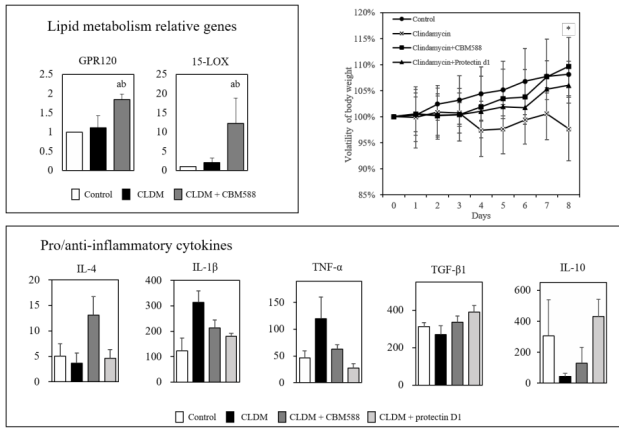 Lipid metabolism relative genes
GPR120
15-LOX
2.5
2
1.5
1
0.5
0
ab
25
20
15
10
5
0
ab
Control CLDM CLDM + CBM588
Volatility of body weight
120%
115%
110%
105%
100%
95%
90%
85%
Control
Clindamycin
Clindamycin+CBM588
Clindamycin+Protectin d1
*
0 1 2 3 4 5 6 7 8
Days
Pro/anti-inflammatory cytokines
IL-4
20
15
10
5
0
IL-1β
400
300
200
100
0
TNF-α
150
100
50
0
TGF-β1
400
200
0
IL-10
600
400
200
0
Control CLDM CLDM + CBM588 CLDM + protectin D1